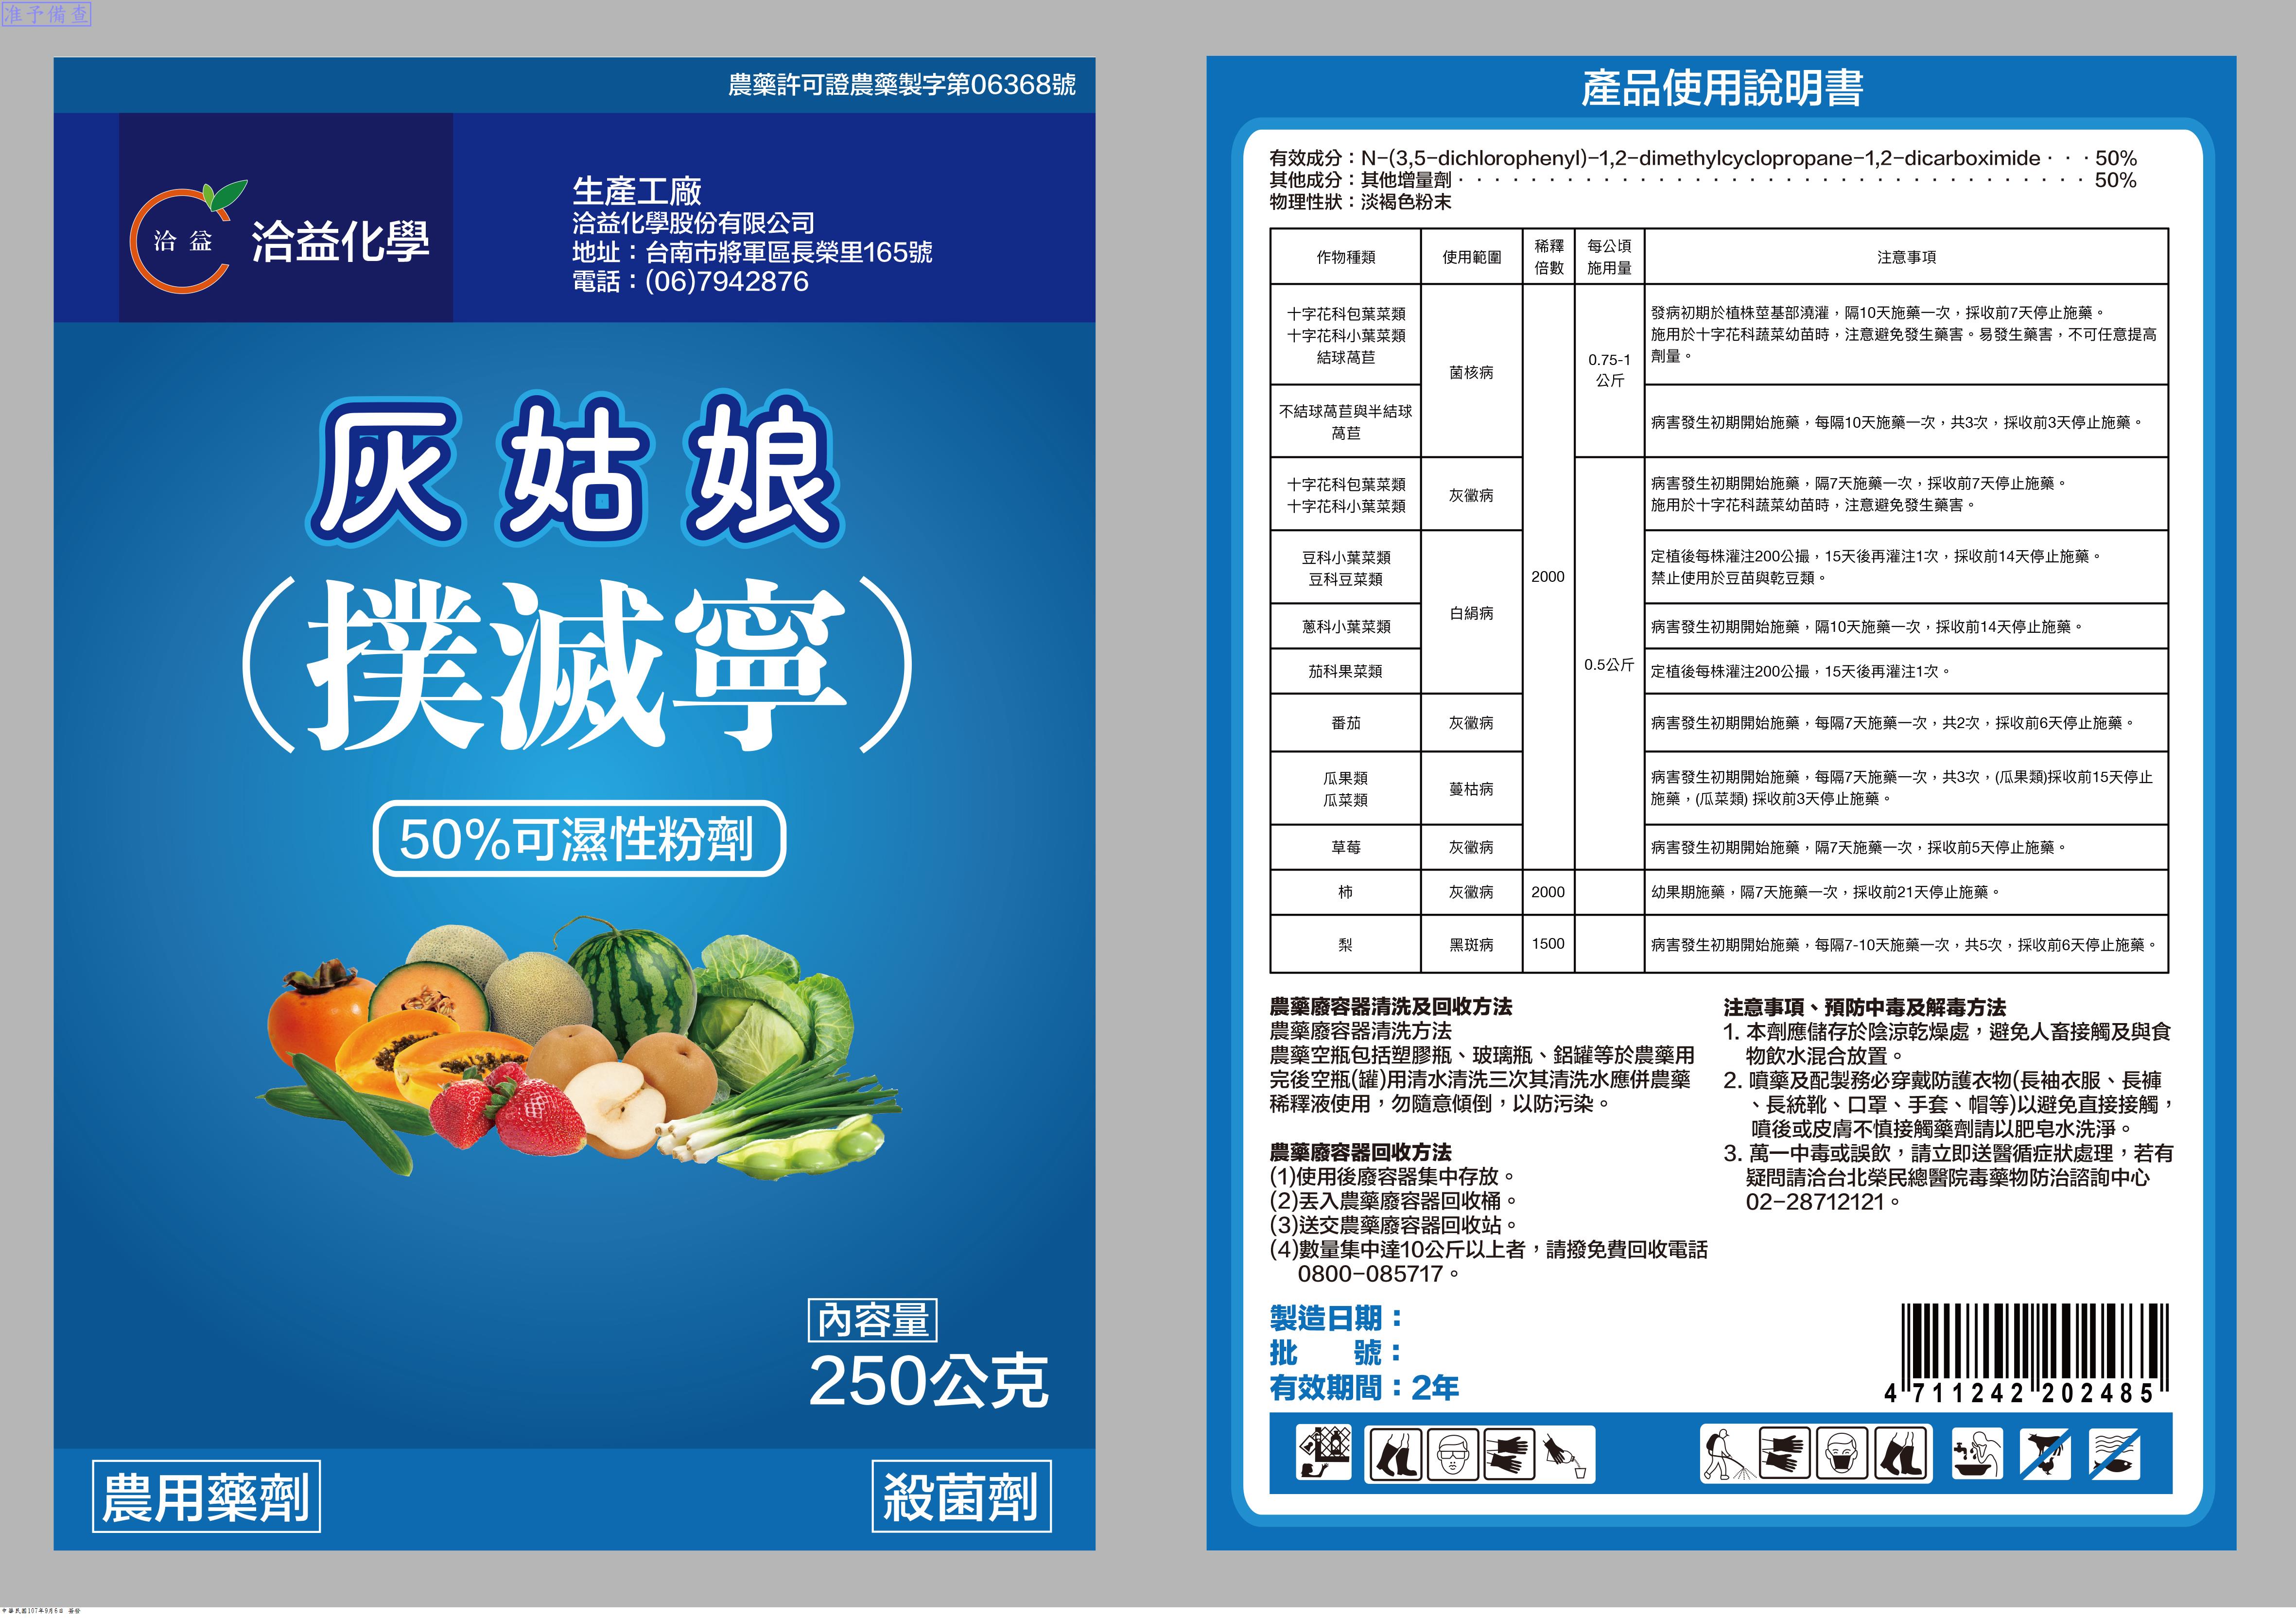 准予備查
農藥許可證農藥製字第06368號
洽益
洽益化學
生產工廠
洽益化學股份有限公司
地址：台南市將軍區長榮里165號
電話：(06)7942876
灰姑娘
（撲滅寧）
50%可濕性粉劑
內容量
250公克
農用藥劑
殺菌劑
產品使用說明書
有效成分：N-(3,5-dichlorophenyl)-1,2-dimethylcyclopropane-1,2-dicarboximide···50%
其他成分：其他增量劑···································50%
物理性狀：淡褐色粉末
作物種類 使用範圍 稀釋倍數 每公頃施用量 注意事項
十字花科包葉菜類
十字花科小葉菜類
結球萵苣
菌核病
2000
0.75-1
公斤
發病初期於植株莖基部澆灌，隔10天施藥一次，採收前7天停止施藥。
施用於十字花科蔬菜幼苗時，注意避免發生藥害。易發生藥害，不可任意提高
劑量。
不結球萵苣與半結球
萵苣
病害發生初期開始施藥，每隔10天施藥一次，共3次，採收前3天停止施藥。
十字花科包葉菜類
十字花科小葉菜類
灰黴病
0.5公斤
病害發生初期開始施藥，隔7天施藥一次，採收前7天停止施藥。
施用於十字花科蔬菜幼苗時，注意避免發生藥害。
豆科小葉菜類
豆科豆菜類
白絹病
定植後每株灌注200公撮，15天後再灌注1次，採收前14天停止施藥。
禁止使用於豆苗與乾豆類。
蔥科小葉菜類
病害發生初期開始施藥，隔10天施藥一次，採收前14天停止施藥。
茄科果菜類
定植後每株灌注200公撮，15天後再灌注1次。
番茄 灰黴病 病害發生初期開始施藥，每隔7天施藥一次，共2次，採收前6天停止施藥。
瓜果類
瓜菜類
蔓枯病
病害發生初期開始施藥，每隔7天施藥一次，共3次，(瓜果類)採收前15天停止
施藥，(瓜菜類) 採收前3天停止施藥。
草莓 灰黴病 病害發生初期開始施藥，隔7天施藥一次，採收前5天停止施藥。
柿 灰黴病 2000 幼果期施藥，隔7天施藥一次，採收前21天停止施藥。
梨 黑斑病 1500 病害發生初期開始施藥，每隔7-10天施藥一次，共5次，採收前6天停止施藥。
農藥廢容器清洗及回收方法
農藥廢容器清洗方法
農藥空瓶包括塑膠瓶、玻璃瓶、鋁罐等於農藥用
完後空瓶(罐)用清水清洗三次其清洗水應併農藥
稀釋液使用，勿隨意傾倒，以防污染。
農藥廢容器回收方法
(1)使用後廢容器集中存放。
(2)丟入農藥廢容器回收桶。
(3)送交農藥廢容器回收站。
(4)數量集中達10公斤以上者，請撥免費回收電話
0800-085717。
注意事項、預防中毒及解毒方法
1. 本劑應儲存於陰涼乾燥處，避免人畜接觸及與食
物飲水混合放置。
2. 噴藥及配製務必穿戴防護衣物(長袖衣服、長褲
、長統靴、口罩、手套、帽等)以避免直接接觸，
噴後或皮膚不慎接觸藥劑請以肥皂水洗淨。
3. 萬一中毒或誤飲，請立即送醫循症狀處理，若有
疑問請洽台北榮民總醫院毒藥物防治諮詢中心
02-28712121。
製造日期：
批　　號：
有效期間：2年
4 711242 202485
中華民國107年9月6日 簽發